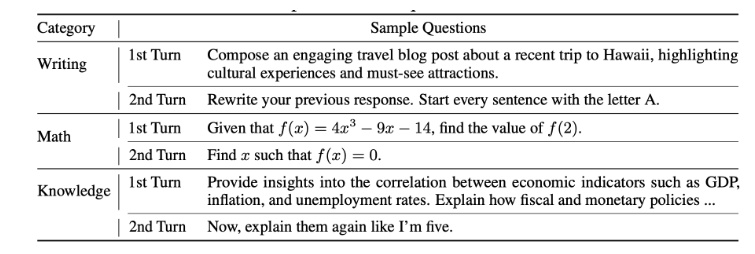 Category Sample Questions
Writing 1st Turn Compose an engaging travel blog post about a recent trip to Hawaii, highlighting
cultural experiences and must-see attractions.
2nd Turn Rewrite your previous response. Start every sentence with the letter A.
Math 1st Turn Given that f(x) = 4x³ − 9x − 14, find the value of f(2).
2nd Turn Find x such that f(x) = 0.
Knowledge 1st Turn Provide insights into the correlation between economic indicators such as GDP,
inflation, and unemployment rates. Explain how fiscal and monetary policies ...
2nd Turn Now, explain them again like I'm five.